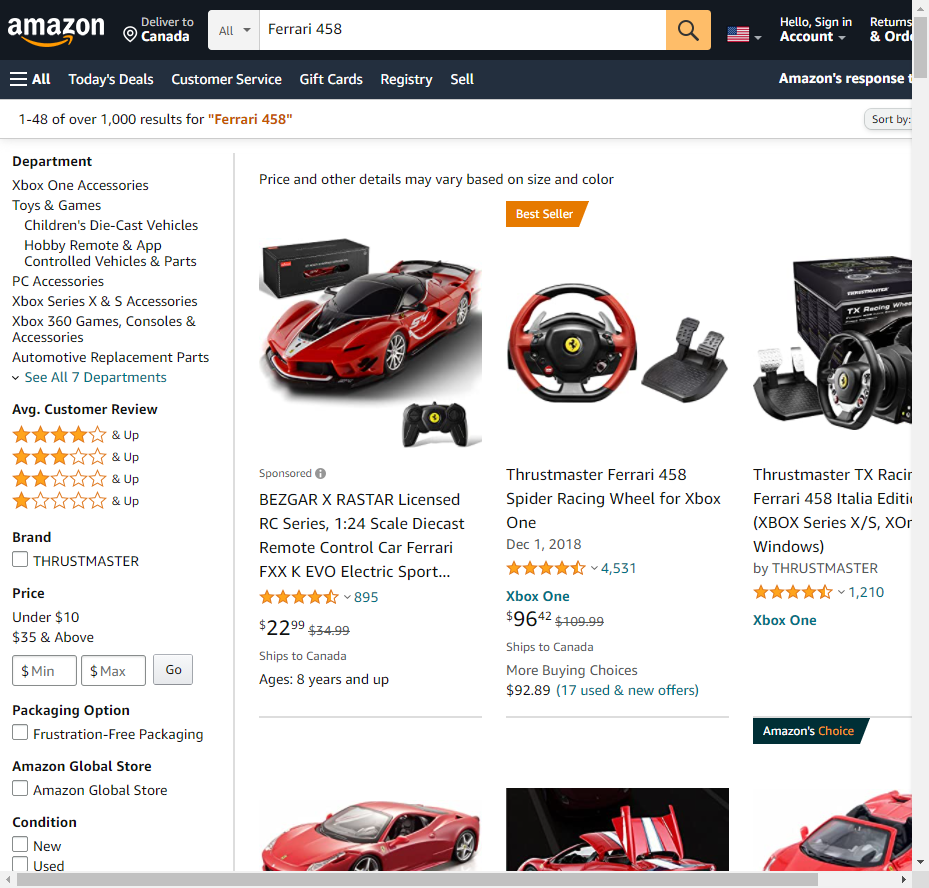 amazon
Deliver to
Canada
All
Ferrari 458
Hello, Sign in
Account
Returns
& Orde
All
Today's Deals
Customer Service
Gift Cards
Registry
Sell
Amazon's response t
1-48 of over 1,000 results for "Ferrari 458"
Sort by:
Department
Xbox One Accessories
Toys & Games
Children's Die-Cast Vehicles
Hobby Remote & App
Controlled Vehicles & Parts
PC Accessories
Xbox Series X & S Accessories
Xbox 360 Games, Consoles &
Accessories
Automotive Replacement Parts
See All 7 Departments
Avg. Customer Review
& Up
& Up
& Up
& Up
Brand
THRUSTMASTER
Price
Under $10
$35 & Above
$ Min
$ Max
Go
Packaging Option
Frustration-Free Packaging
Amazon Global Store
Amazon Global Store
Condition
New
Used
Price and other details may vary based on size and color
Sponsored
BEZGAR X RASTAR Licensed
RC Series, 1:24 Scale Diecast
Remote Control Car Ferrari
FXX K EVO Electric Sport...
895
$22.99 $34.99
Ships to Canada
Ages: 8 years and up
Best Seller
Thrustmaster Ferrari 458
Spider Racing Wheel for Xbox
One
Dec 1, 2018
4,531
Xbox One
$96.42 $109.99
Ships to Canada
More Buying Choices
$92.89 (17 used & new offers)
THRUSTMASTER
TX Racing Whee
Thrustmaster TX Racin
Ferrari 458 Italia Editio
(XBOX Series X/S, XOn
Windows)
by THRUSTMASTER
1,210
Xbox One
Amazon's Choice